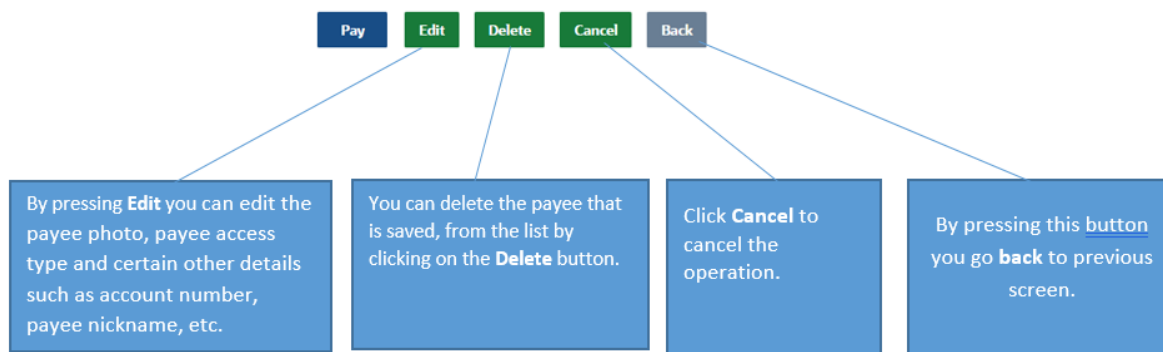 Pay Edit Delete Cancel Back
By pressing Edit you can edit the
payee photo, payee access
type and certain other details
such as account number,
payee nickname, etc.
You can delete the payee that
is saved, from the list by
clicking on the Delete button.
Click Cancel to
cancel the
operation.
By pressing this button
you go back to previous
screen.